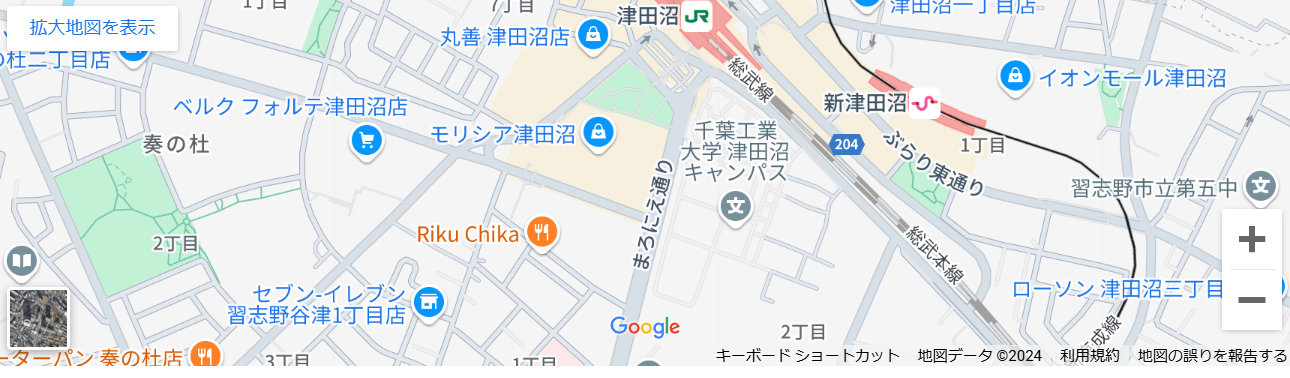 拡大地図を表示
1丁目
7丁目
津田沼
JR
津田沼一丁目店
丸善 津田沼店
の杜二丁目店
総武線
イオンモール津田沼
ベルク フォルテ津田沼店
新津田沼
モリシア津田沼
千葉工業
大学 津田沼
キャンパス
204
ぷらり東通り
1丁目
奏の杜
まろにえ通り
習志野市立第五中
2丁目
Riku Chika
総武本線
セブン-イレブン
習志野谷津1丁目店
ローソン 津田沼三丁目
Google
2丁目
京成線
ーターパン 奏の杜店
3丁目
1丁目
キーボード ショートカット
地図データ ©2024
利用規約
地図の誤りを報告する